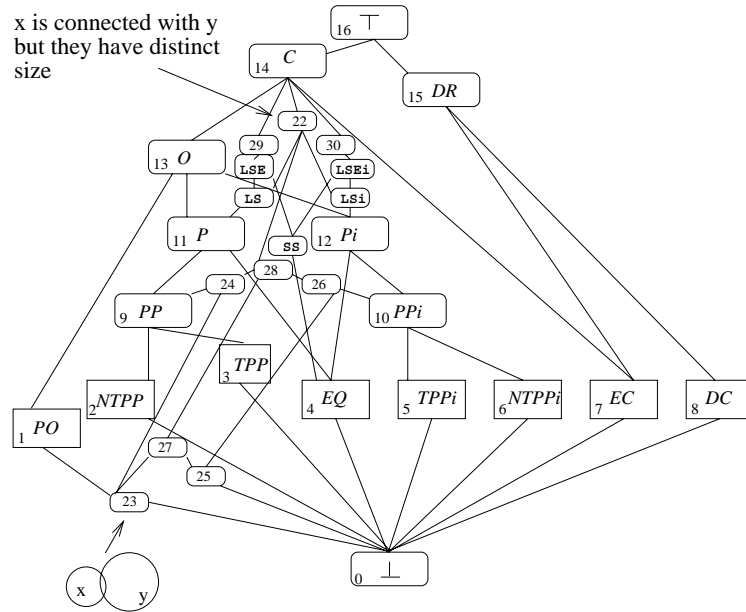 x is connected with y
but they have distinct
size
16 ⊤
14 C
15 DR
22
29
30
13 O
LSE
LSEi
LS
LSi
11 P
12 Pi
SS
24
28
26
9 PP
10 PPi
3 TPP
2 NTPP
4 EQ
5 TPPi
6 NTPPi
7 EC
8 DC
1 PO
27
25
23
0 ⊥
x
y